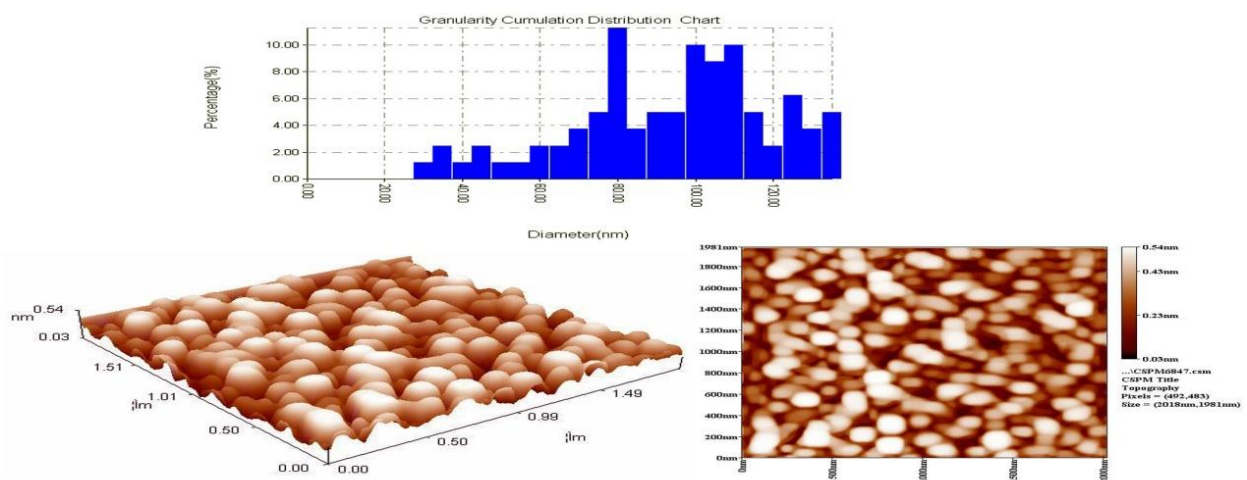 Granularity Cumulation Distribution Chart
Percentage(%)
10.00
8.00
6.00
4.00
2.00
0.00
0.00
20.00
40.00
60.00
80.00
100.00
120.00
Diameter(nm)
0.54
nm
0.03
1.51
1.01
0.50
0.00
¦Ìm
0.00
0.50
0.99
1.49
¦Ìm
1981nm
1800nm
1600nm
1400nm
1200nm
1000nm
800nm
600nm
400nm
200nm
0nm
0nm
0.54nm
0.43nm
0.23nm
0.03nm
...\CSPM6847.csm
CSPM Title
Topography
Pixels = (492,483)
Size = (2018nm,1981nm)